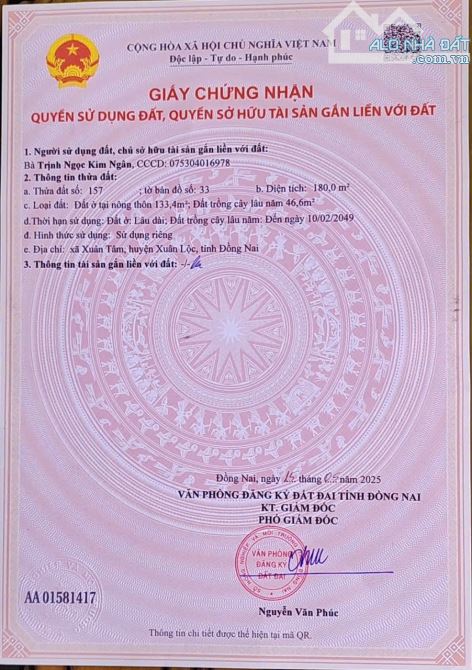 ALO NHÀ ĐẤT
.com.vn
CỘNG HÒA XÃ HỘI CHỦ NGHĨA VIỆT NAM
Độc lập - Tự do - Hạnh phúc
GIẤY CHỨNG NHẬN
QUYỀN SỬ DỤNG ĐẤT, QUYỀN SỞ HỮU TÀI SẢN GẮN LIỀN VỚI ĐẤT
1. Người sử dụng đất, chủ sở hữu tài sản gắn liền với đất:
Bà Trịnh Ngọc Kim Ngân, CCCD: 075304016978
2. Thông tin thửa đất:
a. Thửa đất số: 157 ; tờ bản đồ số: 33 b. Diện tích: 180,0 m²
c. Loại đất: Đất ở tại nông thôn 133,4m²; Đất trồng cây lâu năm 46,6m²
d.Thời hạn sử dụng: Đất ở: Lâu dài; Đất trồng cây lâu năm: Đến ngày 10/02/2049
đ. Hình thức sử dụng: Sử dụng riêng
e. Địa chỉ: xã Xuân Tâm, huyện Xuân Lộc, tỉnh Đồng Nai
3. Thông tin tài sản gắn liền với đất: -/-
Đồng Nai, ngày tháng năm 2025
VĂN PHÒNG ĐĂNG KÝ ĐẤT ĐAI TỈNH ĐỒNG NAI
KT. GIÁM ĐỐC
PHÓ GIÁM ĐỐC
VĂN PHÒNG
ĐĂNG KÝ
ĐẤT ĐAI
AA 01581417
Nguyễn Văn Phúc
Thông tin chi tiết được thể hiện tại mã QR.